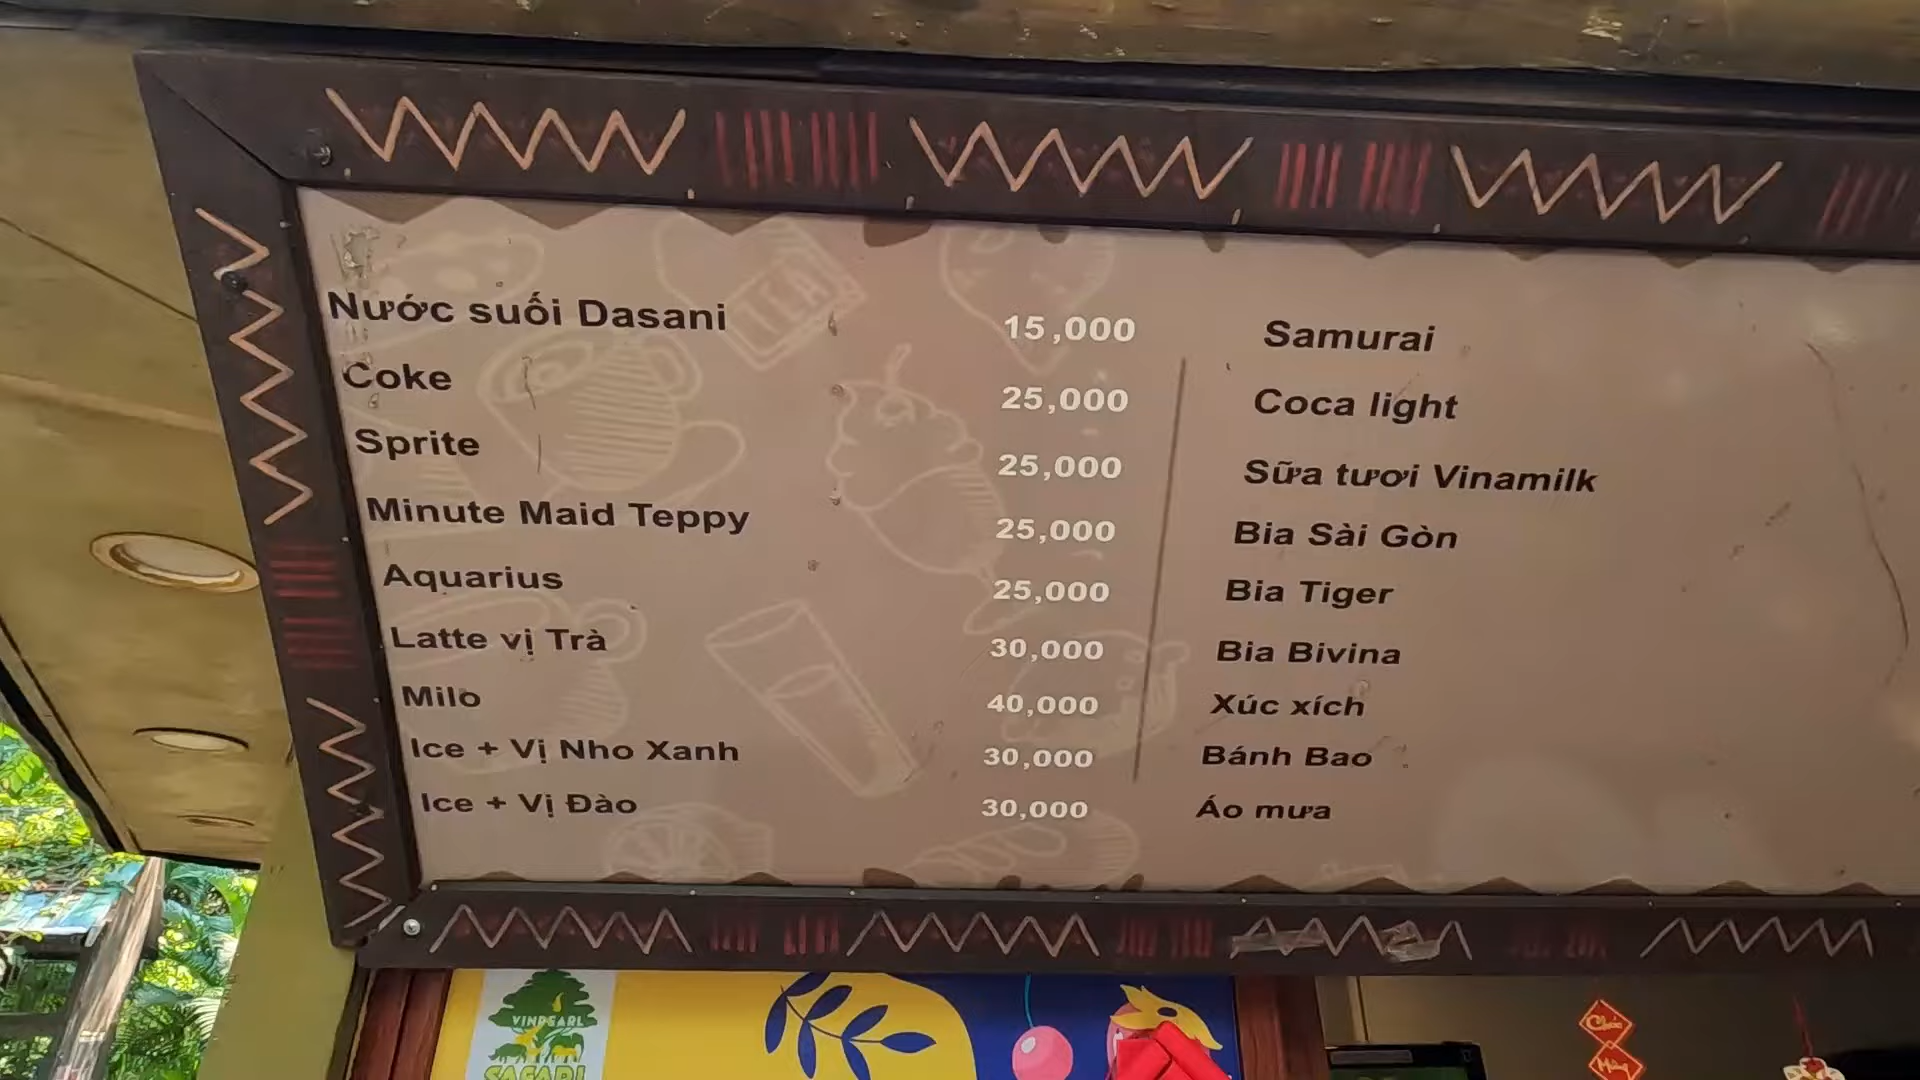 TEA
Nước suối Dasani 15,000
Coke 25,000
Sprite 25,000
Minute Maid Teppy 25,000
Aquarius 25,000
Latte vị Trà 30,000
Milo 40,000
Ice + Vị Nho Xanh 30,000
Ice + Vị Đào 30,000
Samurai
Coca light
Sữa tươi Vinamilk
Bia Sài Gòn
Bia Tiger
Bia Bivina
Xúc xích
Bánh Bao
Áo mưa
VINPEARL
SAFARI
Chúc
Mừng